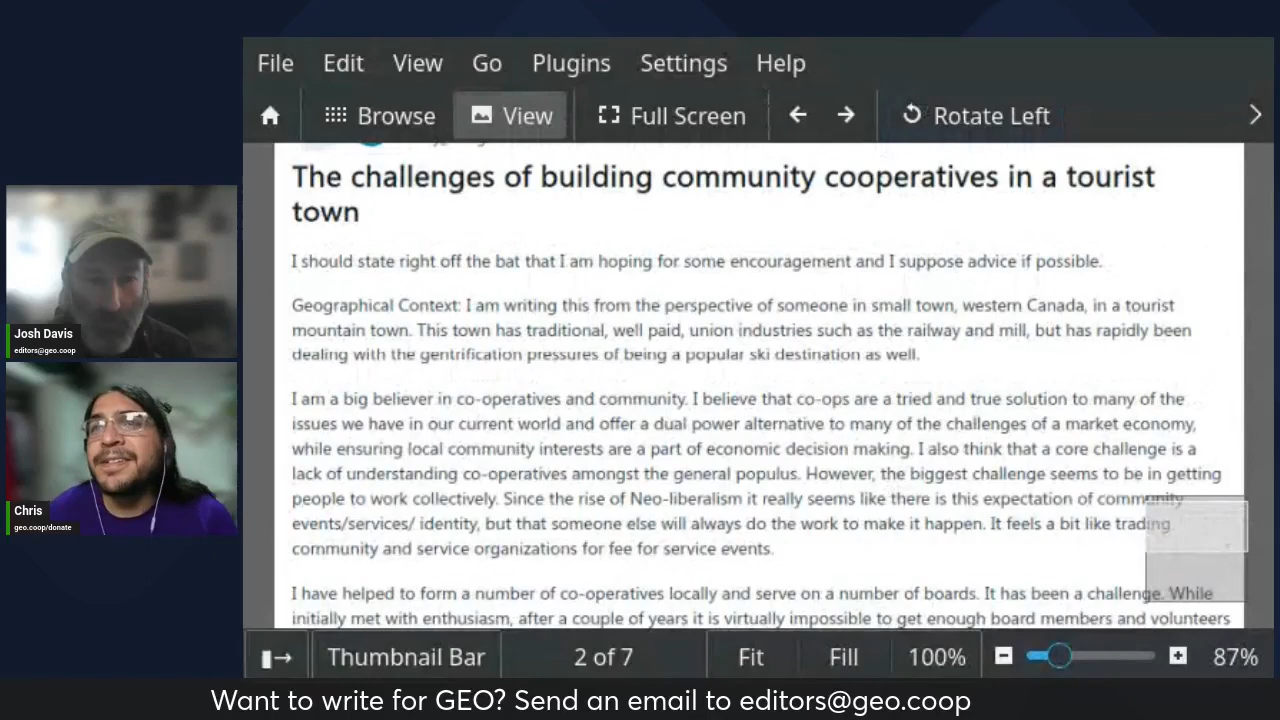 File Edit View Go Plugins Settings Help
Browse View Full Screen Rotate Left
The challenges of building community cooperatives in a tourist
town
I should state right off the bat that I am hoping for some encouragement and I suppose advice if possible.
Geographical Context: I am writing this from the perspective of someone in small town, western Canada, in a tourist
mountain town. This town has traditional, well paid, union industries such as the railway and mill, but has rapidly been
dealing with the gentrification pressures of being a popular ski destination as well.
I am a big believer in co-operatives and community. I believe that co-ops are a tried and true solution to many of the
issues we have in our current world and offer a dual power alternative to many of the challenges of a market economy,
while ensuring local community interests are a part of economic decision making. I also think that a core challenge is a
lack of understanding co-operatives amongst the general populus. However, the biggest challenge seems to be in getting
people to work collectively. Since the rise of Neo-liberalism it really seems like there is this expectation of community
events/services/ identity, but that someone else will always do the work to make it happen. It feels a bit like trading
community and service organizations for fee for service events.
I have helped to form a number of co-operatives locally and serve on a number of boards. It has been a challenge. While
initially met with enthusiasm, after a couple of years it is virtually impossible to get enough board members and volunteers
Thumbnail Bar 2 of 7 Fit Fill 100% 87%
Josh Davis
editors@geo.coop
Chris
geo.coop/donate
Want to write for GEO? Send an email to editors@geo.coop